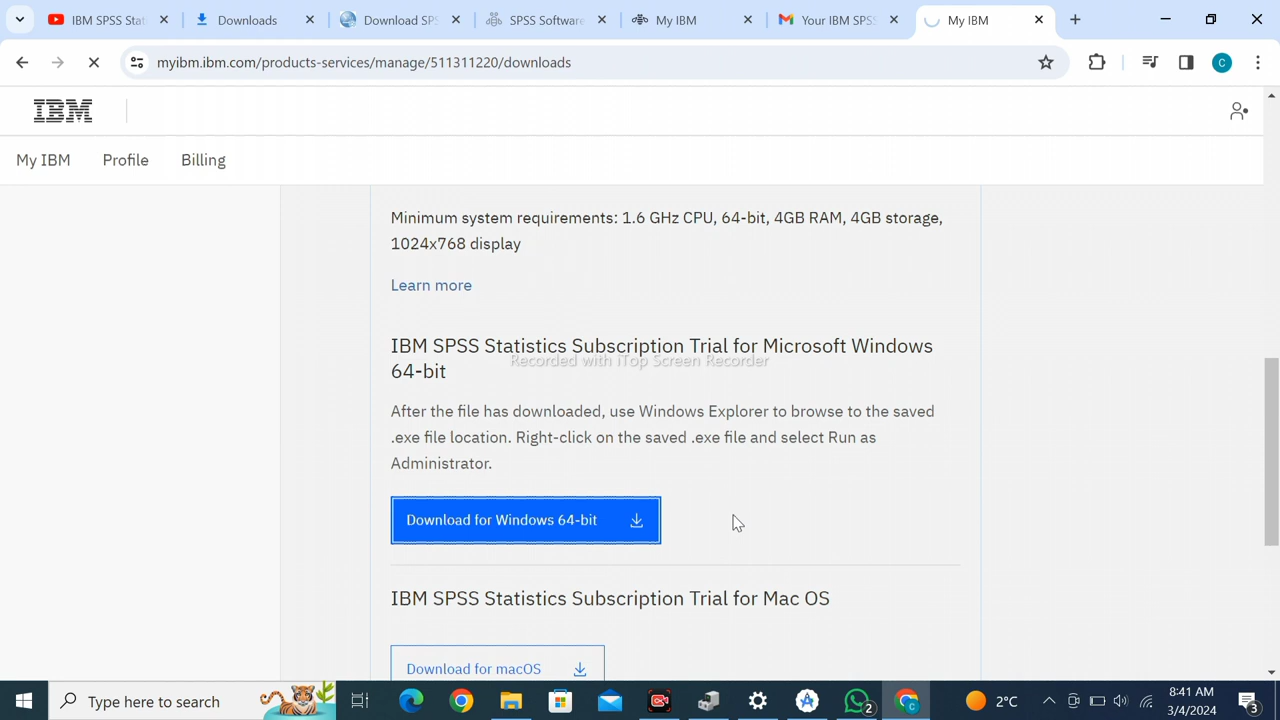 IBM SPSS Stat
Downloads
Download SPS
SPSS Software
My IBM
Your IBM SPSS
My IBM
myibm.ibm.com/products-services/manage/511311220/downloads
C
IBM
My IBM
Profile
Billing
Minimum system requirements: 1.6 GHz CPU, 64-bit, 4GB RAM, 4GB storage,
1024x768 display
Learn more
IBM SPSS Statistics Subscription Trial for Microsoft Windows
64-bit
Recorded with iTop Screen Recorder
After the file has downloaded, use Windows Explorer to browse to the saved
.exe file location. Right-click on the saved .exe file and select Run as
Administrator.
Download for Windows 64-bit
IBM SPSS Statistics Subscription Trial for Mac OS
Download for macOS
Type here to search
2
C
2°C
8:41 AM
3/4/2024
3